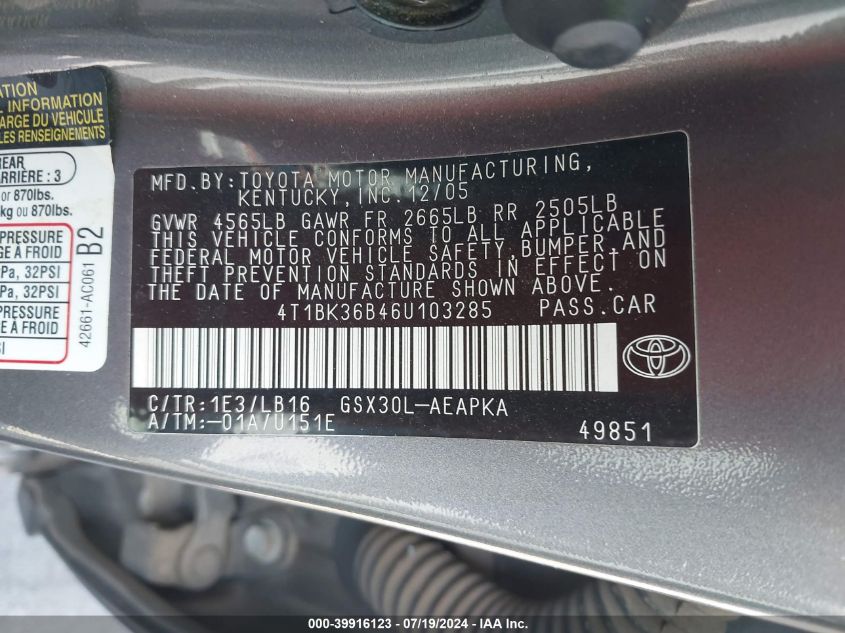 ATION
L INFORMATION
ARGE DU VÉHICULE
LES RENSEIGNEMENTS
REAR
ARRIÈRE : 3
or 870lbs.
kg ou 870lbs.
PRESSURE
GE À FROID
Pa, 32PSI
Pa, 32PSI
PRESSURE
À FROID
SI
42661-AC061 B2
MFD.BY:TOYOTA MOTOR MANUFACTURING,
KENTUCKY,INC.12/05
GVWR 4565LB GAWR FR 2665LB RR 2505LB
THIS VEHICLE CONFORMS TO ALL APPLICABLE
FEDERAL MOTOR VEHICLE SAFETY,BUMPER,AND
THEFT PREVENTION STANDARDS IN EFFECT ON
THE DATE OF MANUFACTURE SHOWN ABOVE.
4T1BK36B46U103285 PASS.CAR
C/TR:1E3/LB16 GSX30L-AEAPKA
A/TM:-01A/U151E
49851
000-39916123 - 07/19/2024 - IAA Inc.